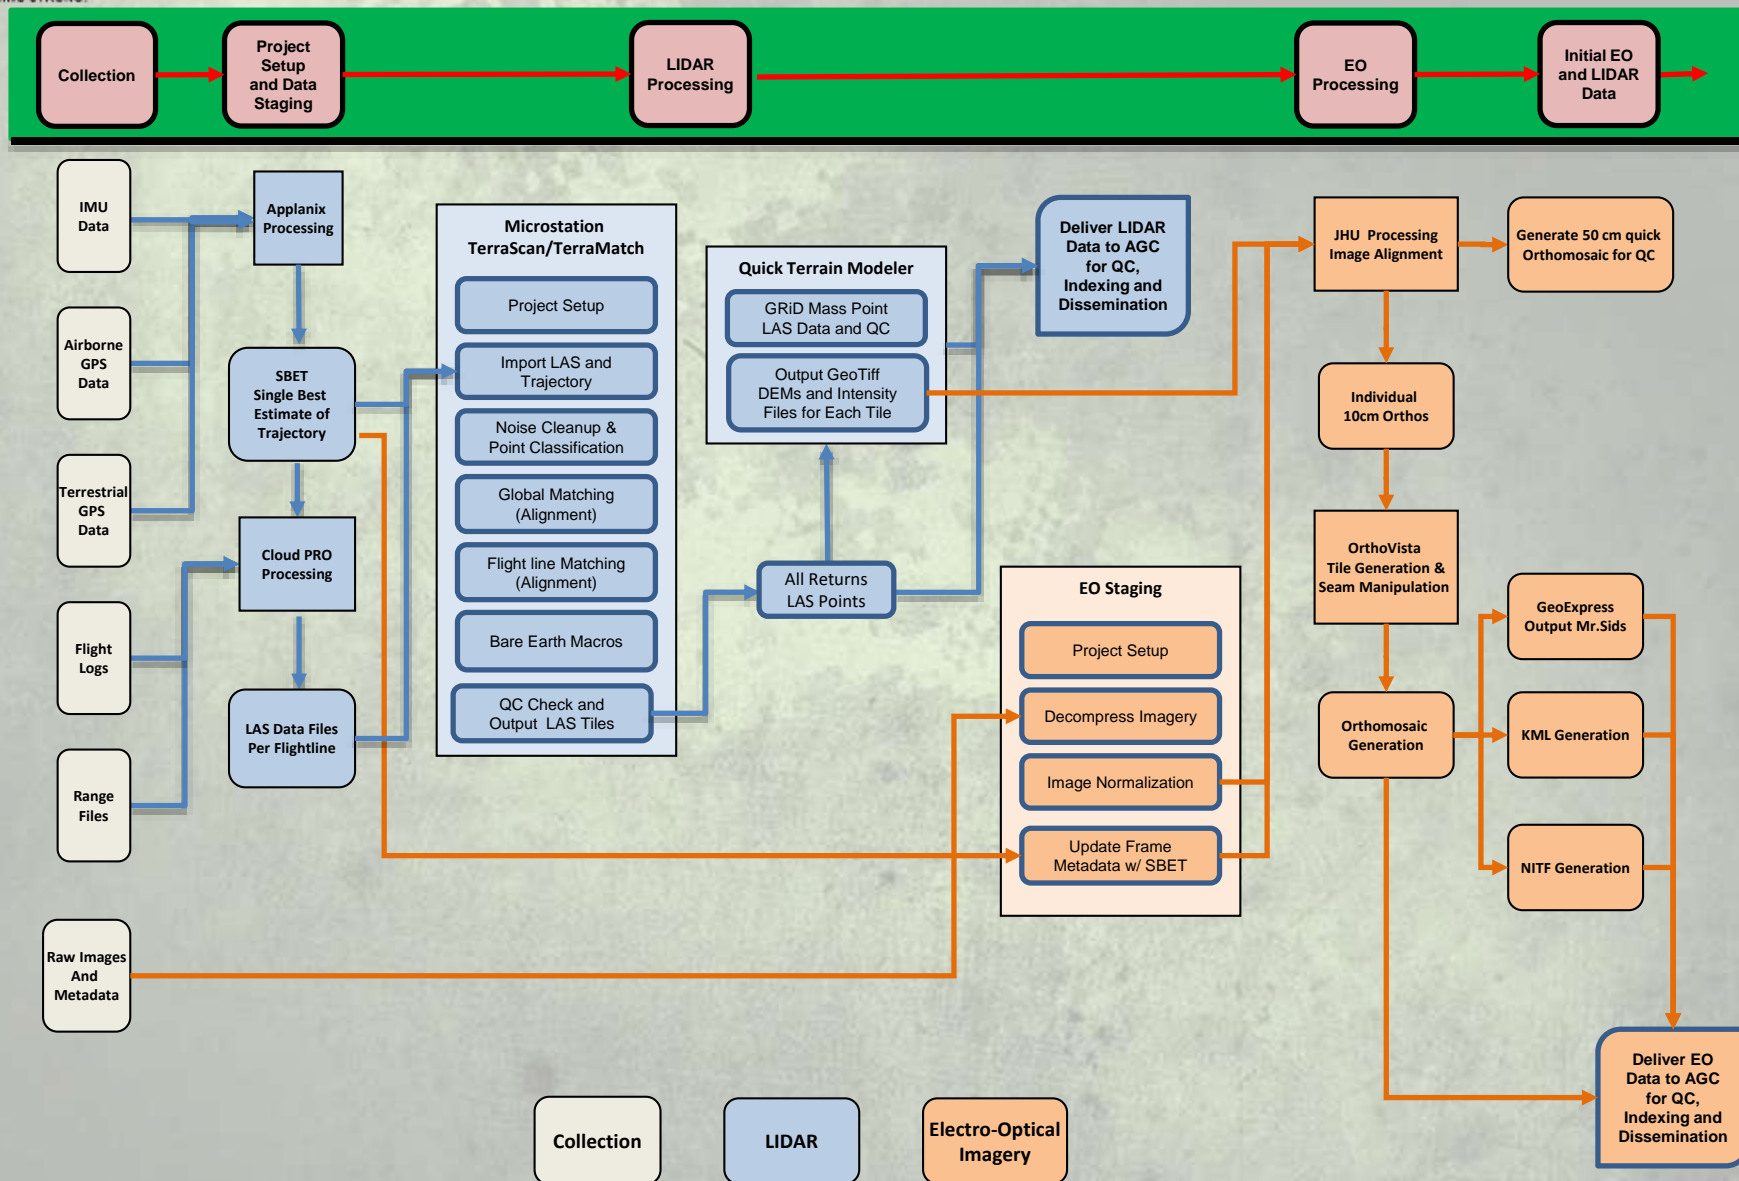 Collection
Project
Setup
and Data
Staging
LIDAR
Processing
EO
Processing
Initial EO
and LIDAR
Data
IMU
Data
Airborne
GPS
Data
Terrestrial
GPS
Data
Flight
Logs
Range
Files
Raw Images
And
Metadata
Applanix
Processing
SBET
Single Best
Estimate of
Trajectory
Cloud PRO
Processing
LAS Data Files
Per Flightline
Microstation
TerraScan/TerraMatch
Project Setup
Import LAS and
Trajectory
Noise Cleanup &
Point Classification
Global Matching
(Alignment)
Flight line Matching
(Alignment)
Bare Earth Macros
QC Check and
Output LAS Tiles
Quick Terrain Modeler
GRiD Mass Point
LAS Data and QC
Output GeoTiff
DEMs and Intensity
Files for Each Tile
All Returns
LAS Points
Deliver LIDAR
Data to AGC
for QC,
Indexing and
Dissemination
EO Staging
Project Setup
Decompress Imagery
Image Normalization
Update Frame
Metadata w/ SBET
JHU Processing
Image Alignment
Generate 50 cm quick
Orthomosaic for QC
Individual
10cm Orthos
OrthoVista
Tile Generation &
Seam Manipulation
Orthomosaic
Generation
GeoExpress
Output Mr.Sids
KML Generation
NITF Generation
Deliver EO
Data to AGC
for QC,
Indexing and
Dissemination
Collection
LIDAR
Electro-Optical
Imagery